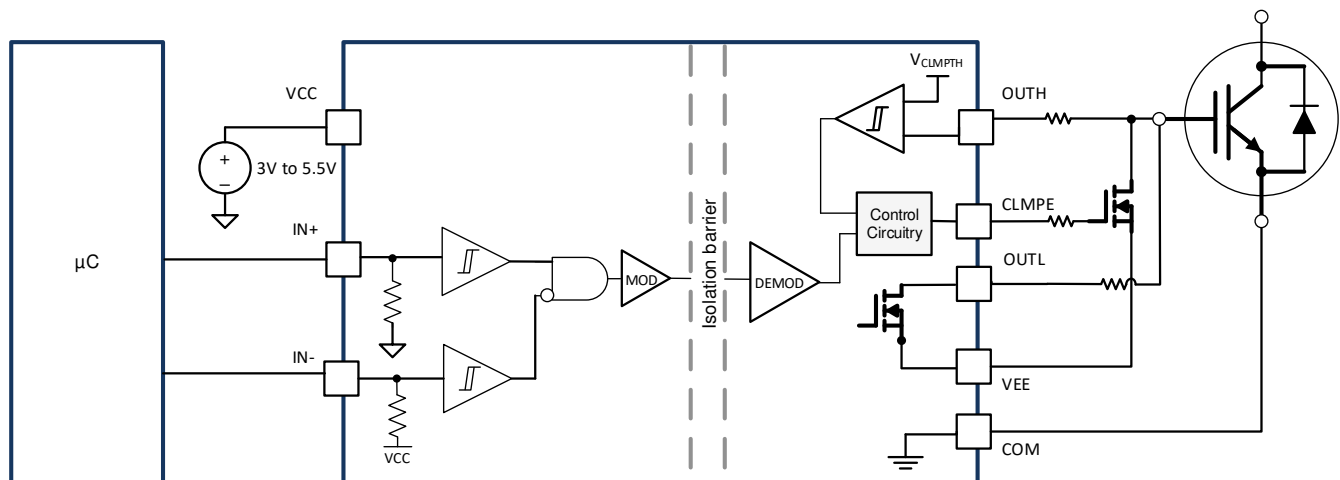 VCC
+
−
3V to 5.5V
IN+
μC
IN-
VCC
MOD
Isolation barrier
DEMOD
VCLMPTH
Control
Circuitry
OUTH
CLMPE
OUTL
VEE
COM